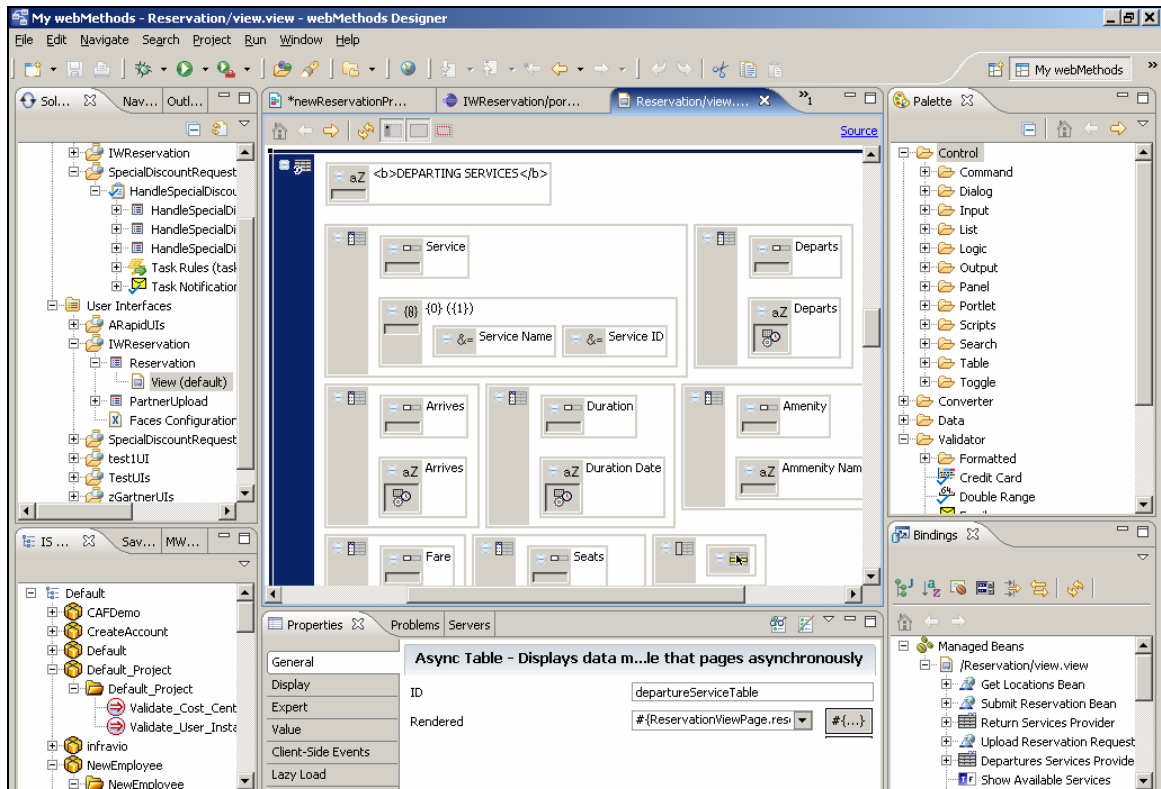 My webMethods - Reservation/view.view - webMethods Designer
File Edit Navigate Search Project Run Window Help
My webMethods »
Sol... Nav... Outl...
IWReservation
SpecialDiscountRequest
HandleSpecialDiscou
HandleSpecialDi
HandleSpecialDi
HandleSpecialDi
Task Rules (task
Task Notification
User Interfaces
ARapidUIs
IWReservation
Reservation
View (default)
PartnerUpload
Faces Configuration
SpecialDiscountRequest
test1UI
TestUIs
zGartnerUIs
IS ... Sav... MW...
Default
CAFDemo
CreateAccount
Default
Default_Project
Default_Project
Validate_Cost_Cent
Validate_User_Insta
infravio
NewEmployee
NewEmployee
*newReservationPr... IWReservation/por... Reservation/view.... »1
Source
aZ <b>DEPARTING SERVICES</b>
Service
{0} {0} ({1})
&= Service Name &= Service ID
Departs
aZ Departs
Arrives
aZ Arrives
Duration
aZ Duration Date
Amenity
aZ Ammenity Nam
Fare
Seats
Properties Problems Servers
General
Display
Expert
Value
Client-Side Events
Lazy Load
Async Table - Displays data m...le that pages asynchronously
ID departureServiceTable
Rendered #{ReservationViewPage.resi #{...}
Palette
Control
Command
Dialog
Input
List
Logic
Output
Panel
Portlet
Scripts
Search
Table
Toggle
Converter
Data
Validator
Formatted
Credit Card
Double Range
Bindings
Managed Beans
/Reservation/view.view
Get Locations Bean
Submit Reservation Bean
Return Services Provider
Upload Reservation Request
Departures Services Provide
Show Available Services